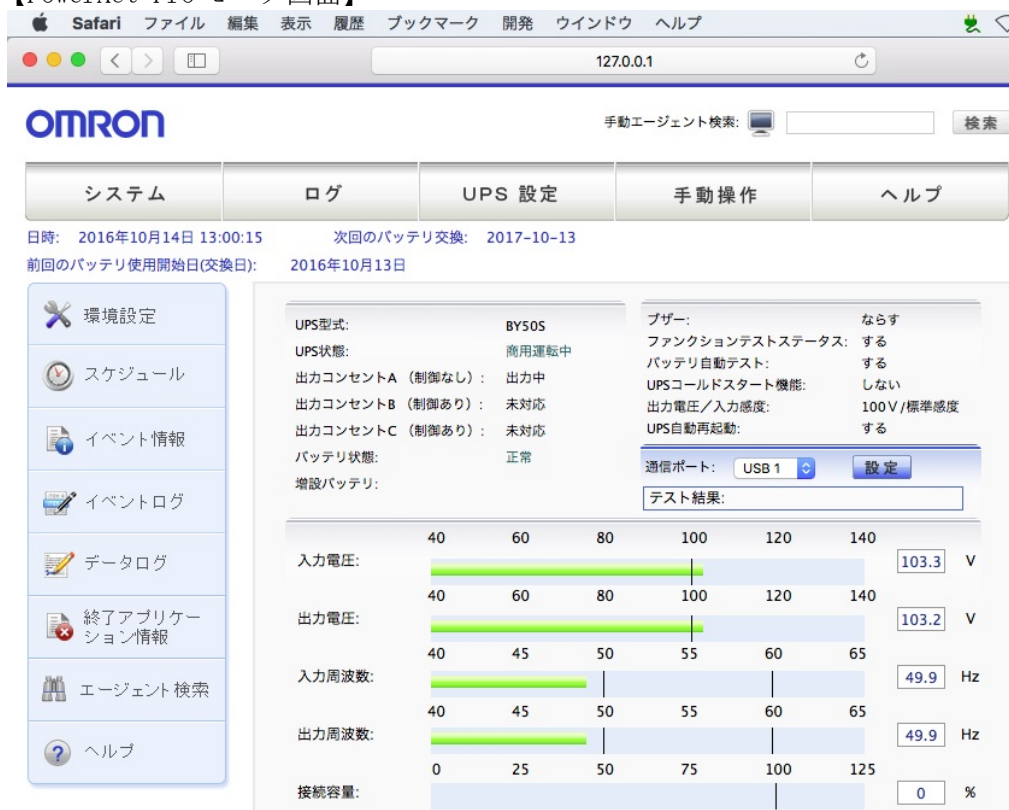 Safari ファイル 編集 表示 履歴 ブックマーク 開発 ウインドウ ヘルプ
127.0.0.1
OMRON
手動エージェント検索: 検索
システム ログ UPS 設定 手動操作 ヘルプ
日時: 2016年10月14日 13:00:15 次回のバッテリ交換: 2017-10-13
前回のバッテリ使用開始日(交換日): 2016年10月13日
環境設定
スケジュール
イベント情報
イベントログ
データログ
終了アプリケー
ション情報
エージェント検索
ヘルプ
UPS型式: BY50S
UPS状態: 商用運転中
出力コンセントA （制御なし）: 出力中
出力コンセントB （制御あり）: 未対応
出力コンセントC （制御あり）: 未対応
バッテリ状態: 正常
増設バッテリ:
ブザー: ならす
ファンクションテストステータス: する
バッテリ自動テスト: する
UPSコールドスタート機能: しない
出力電圧／入力感度: 100Ｖ/標準感度
UPS自動再起動: する
通信ポート: USB 1 設定
テスト結果:
40 60 80 100 120 140
入力電圧: 103.3 V
40 60 80 100 120 140
出力電圧: 103.2 V
40 45 50 55 60 65
入力周波数: 49.9 Hz
40 45 50 55 60 65
出力周波数: 49.9 Hz
0 25 50 75 100 125
接続容量: 0 %